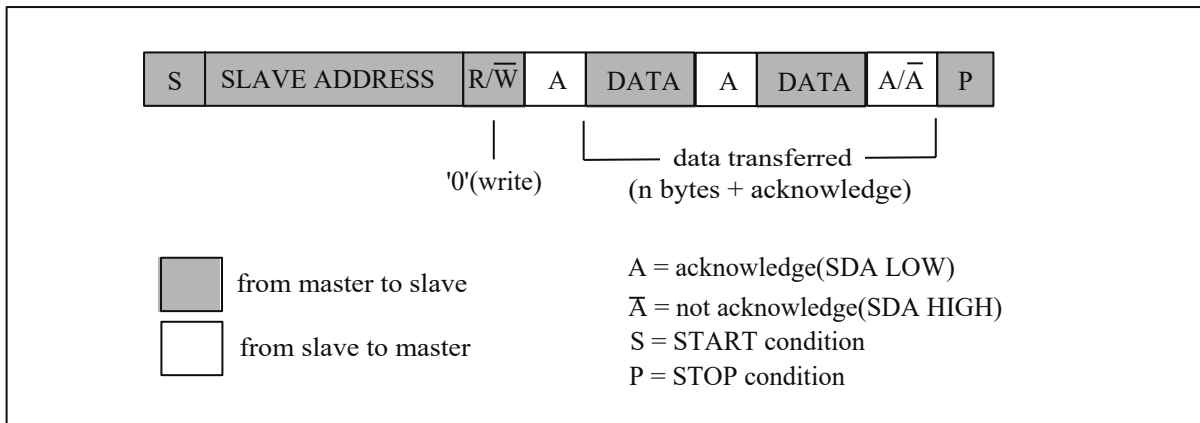 S SLAVE ADDRESS R/W̅ A DATA A DATA A/A̅ P
'0'(write)
data transferred
(n bytes + acknowledge)
from master to slave
from slave to master
A = acknowledge(SDA LOW)
A̅ = not acknowledge(SDA HIGH)
S = START condition
P = STOP condition